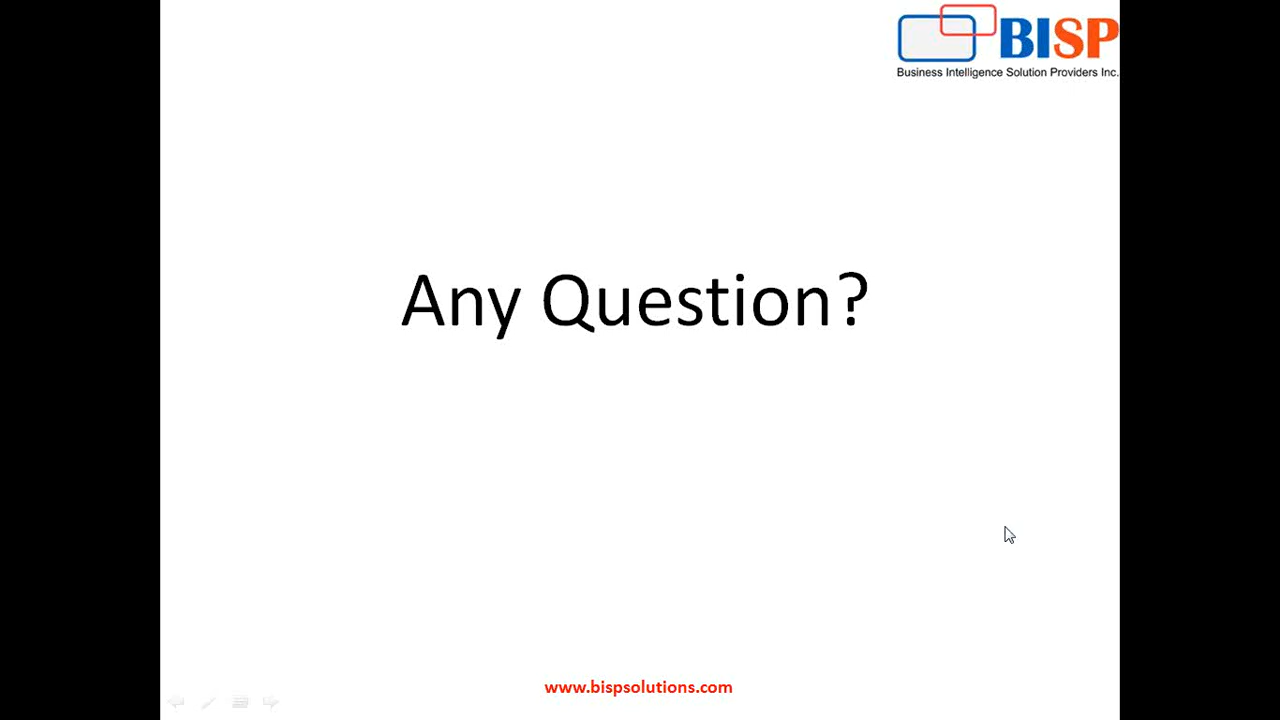 BISP
Business Intelligence Solution Providers Inc.
Any Question?
www.bispsolutions.com